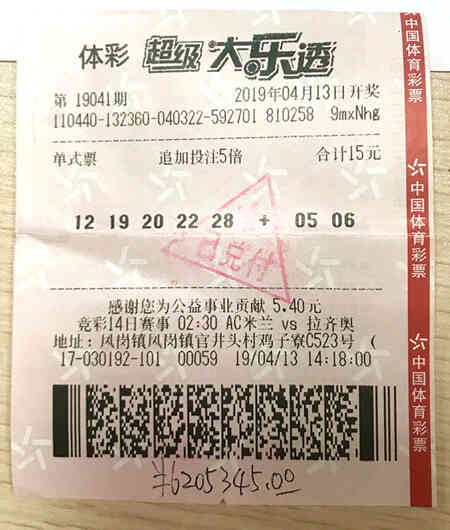 体彩 超级大乐透
第 19041期 2019年04月13日开奖
110440-132360-040322-592701 810258 9mxNhg
单式票 追加投注5倍 合计15元
12 19 20 22 28 + 05 06
已兑付
感谢您为公益事业贡献 5.40元
竞彩14日赛事 02:30 AC米兰 vs 拉齐奥
地址: 凤岗镇凤岗镇官井头村鸡子寮C523号 (
17-030192-101 00059 19/04/13 14:18:00
¥6205345.00
中国体育彩票
中国体育彩票
中国体育彩票